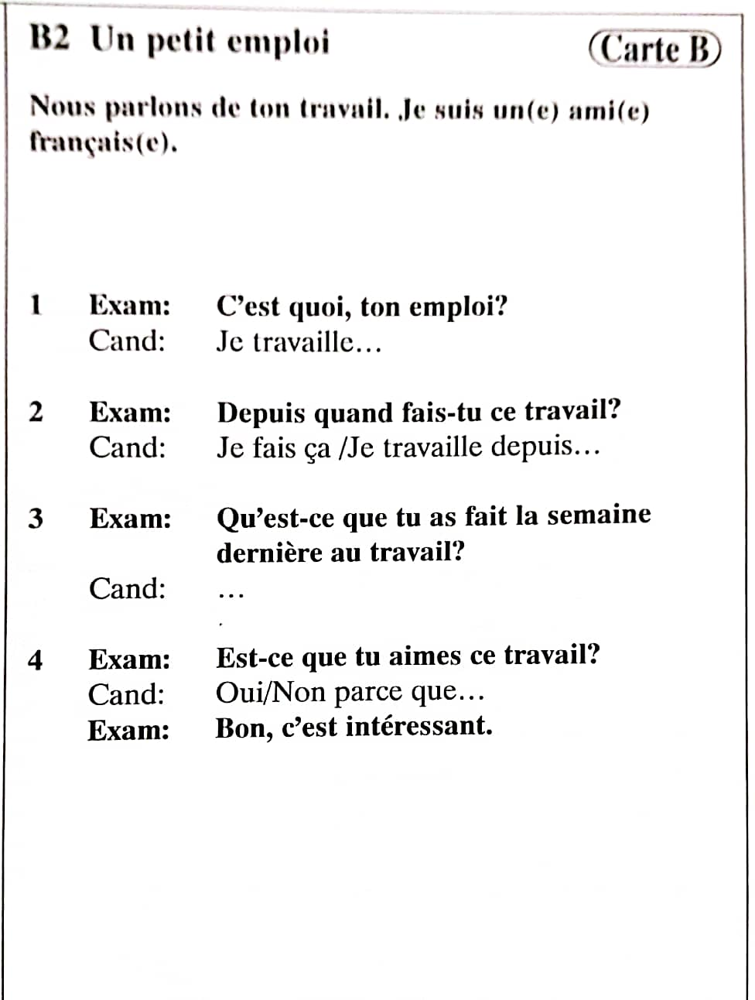 B2 Un petit emploi
Carte B
Nous parlons de ton travail. Je suis un(e) ami(e)
français(e).
1 Exam: C'est quoi, ton emploi?
Cand: Je travaille...
2 Exam: Depuis quand fais-tu ce travail?
Cand: Je fais ça /Je travaille depuis...
3 Exam: Qu'est-ce que tu as fait la semaine
dernière au travail?
Cand: ...
4 Exam: Est-ce que tu aimes ce travail?
Cand: Oui/Non parce que...
Exam: Bon, c'est intéressant.